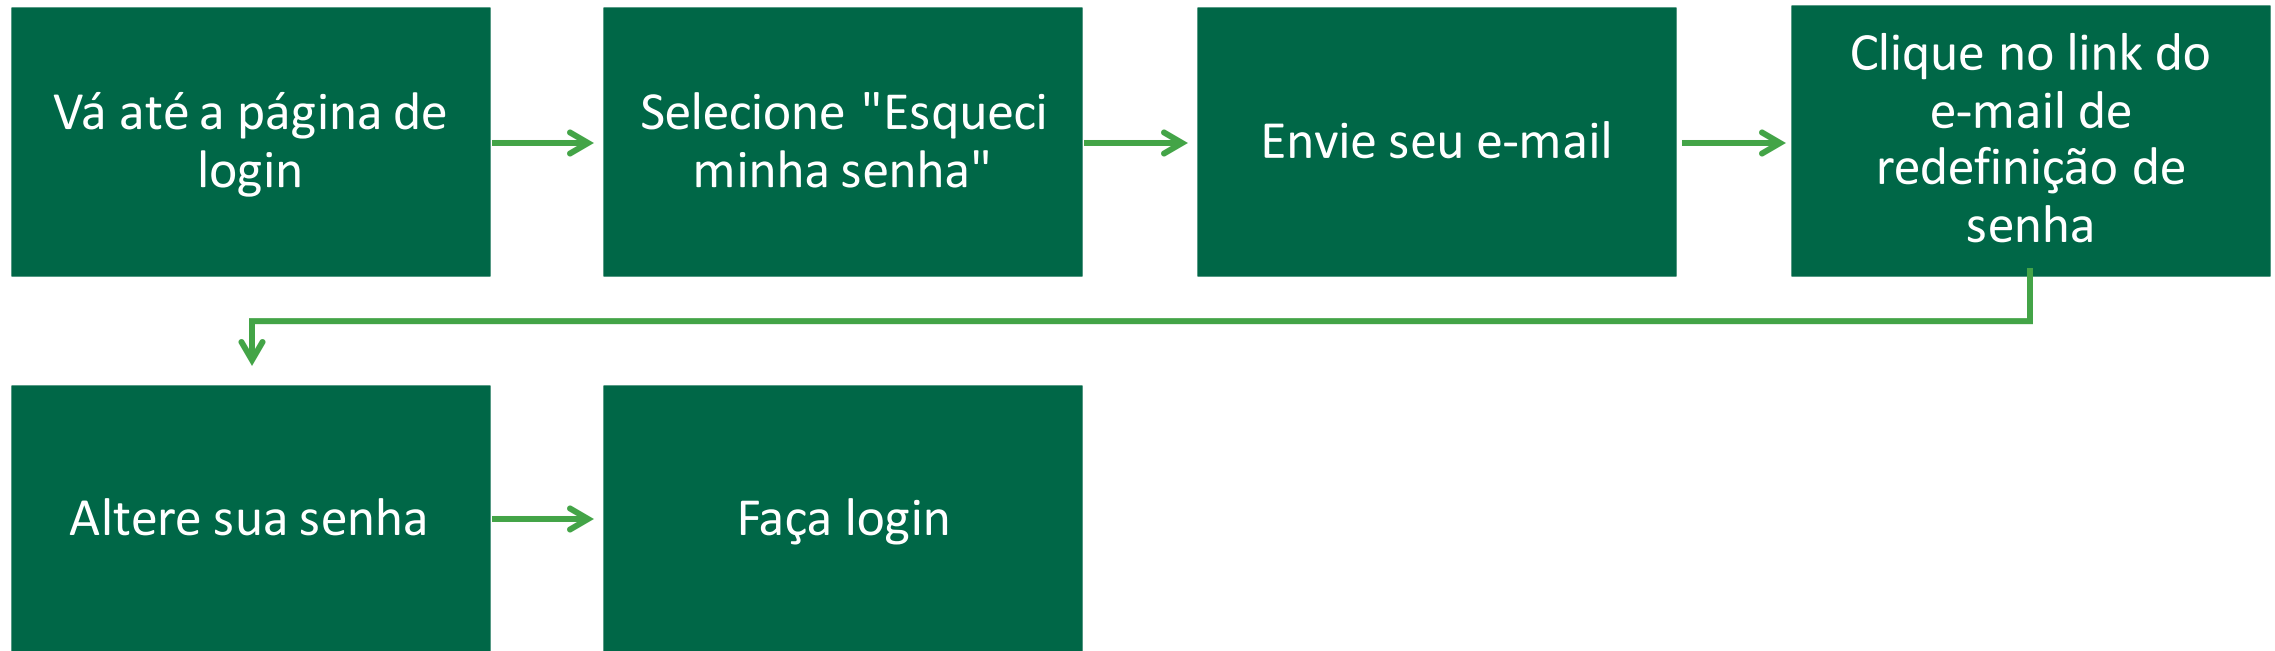 Vá até a página de
login
Selecione "Esqueci
minha senha"
Envie seu e-mail
Clique no link do
e-mail de
redefinição de
senha
Altere sua senha
Faça login